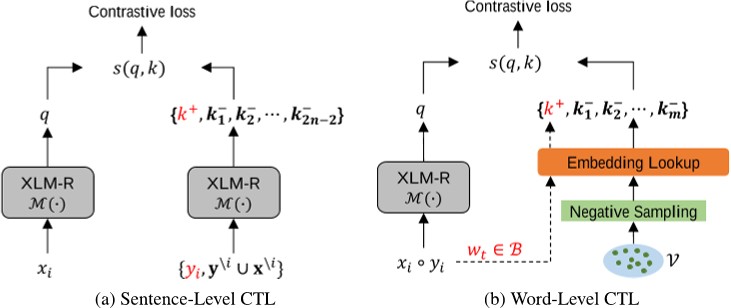 Contrastive loss
s(q, k)
q
{k⁺, k₁⁻, k₂⁻, ⋯, k₂ₙ₋₂⁻}
XLM-R
ℳ(·)
XLM-R
ℳ(·)
xᵢ
{yᵢ, y\ⁱ ∪ x\ⁱ}
(a) Sentence-Level CTL
Contrastive loss
s(q, k)
q
{k⁺, k₁⁻, k₂⁻, ⋯, kₘ⁻}
XLM-R
ℳ(·)
Embedding Lookup
Negative Sampling
xᵢ ∘ yᵢ
wₜ ∈ ℬ
𝒱
(b) Word-Level CTL